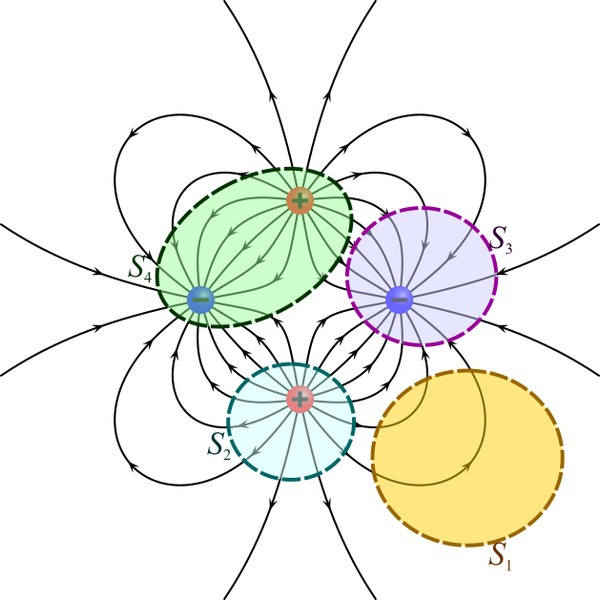 +
S₃
S₄
−
−
+
S₂
S₁